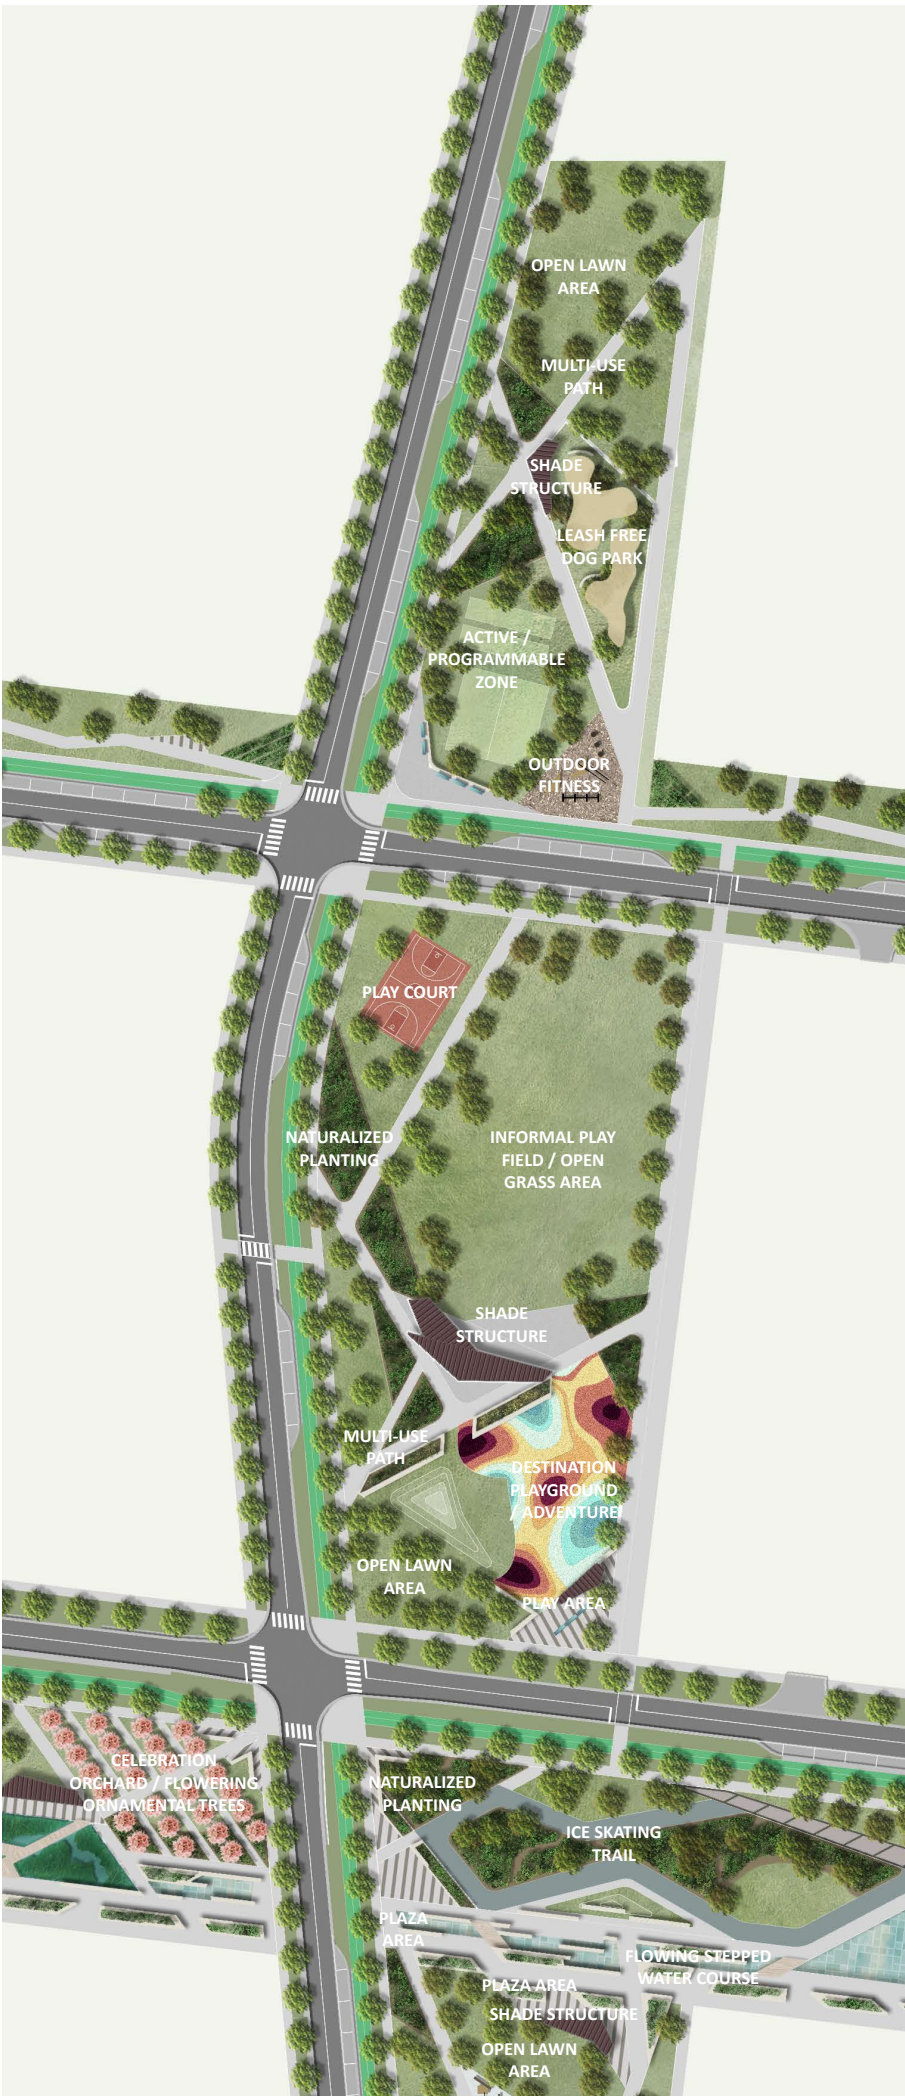 OPEN LAWN
AREA
MULTI-USE
PATH
SHADE
STRUCTURE
LEASH FREE
DOG PARK
ACTIVE /
PROGRAMMABLE
ZONE
OUTDOOR
FITNESS
PLAY COURT
NATURALIZED
PLANTING
INFORMAL PLAY
FIELD / OPEN
GRASS AREA
SHADE
STRUCTURE
MULTI-USE
PATH
DESTINATION
PLAYGROUND
/ ADVENTURE
PLAY AREA
OPEN LAWN
AREA
CELEBRATION
ORCHARD / FLOWERING
ORNAMENTAL TREES
NATURALIZED
PLANTING
ICE SKATING
TRAIL
PLAZA
AREA
FLOWING STEPPED
WATER COURSE
PLAZA AREA
SHADE STRUCTURE
OPEN LAWN
AREA